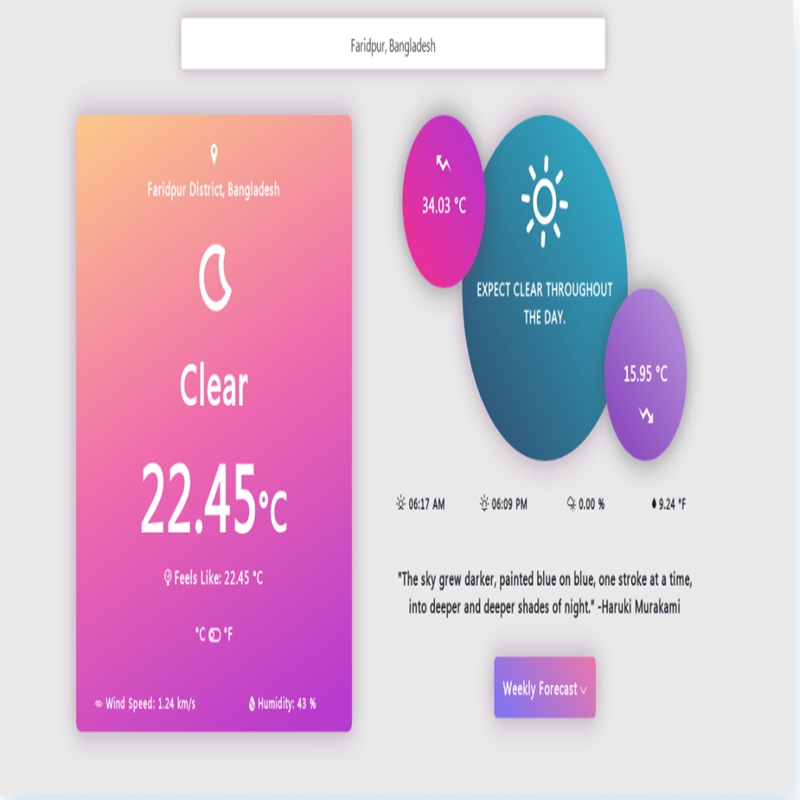 Faridpur, Bangladesh
Faridpur District, Bangladesh
Clear
22.45°C
Feels Like: 22.45 °C
°C °F
Wind Speed: 1.24 km/s
Humidity: 43 %
34.03 °C
EXPECT CLEAR THROUGHOUT
THE DAY.
15.95 °C
06:17 AM
06:09 PM
0.00 %
9.24 °F
"The sky grew darker, painted blue on blue, one stroke at a time,
into deeper and deeper shades of night." -Haruki Murakami
Weekly Forecast